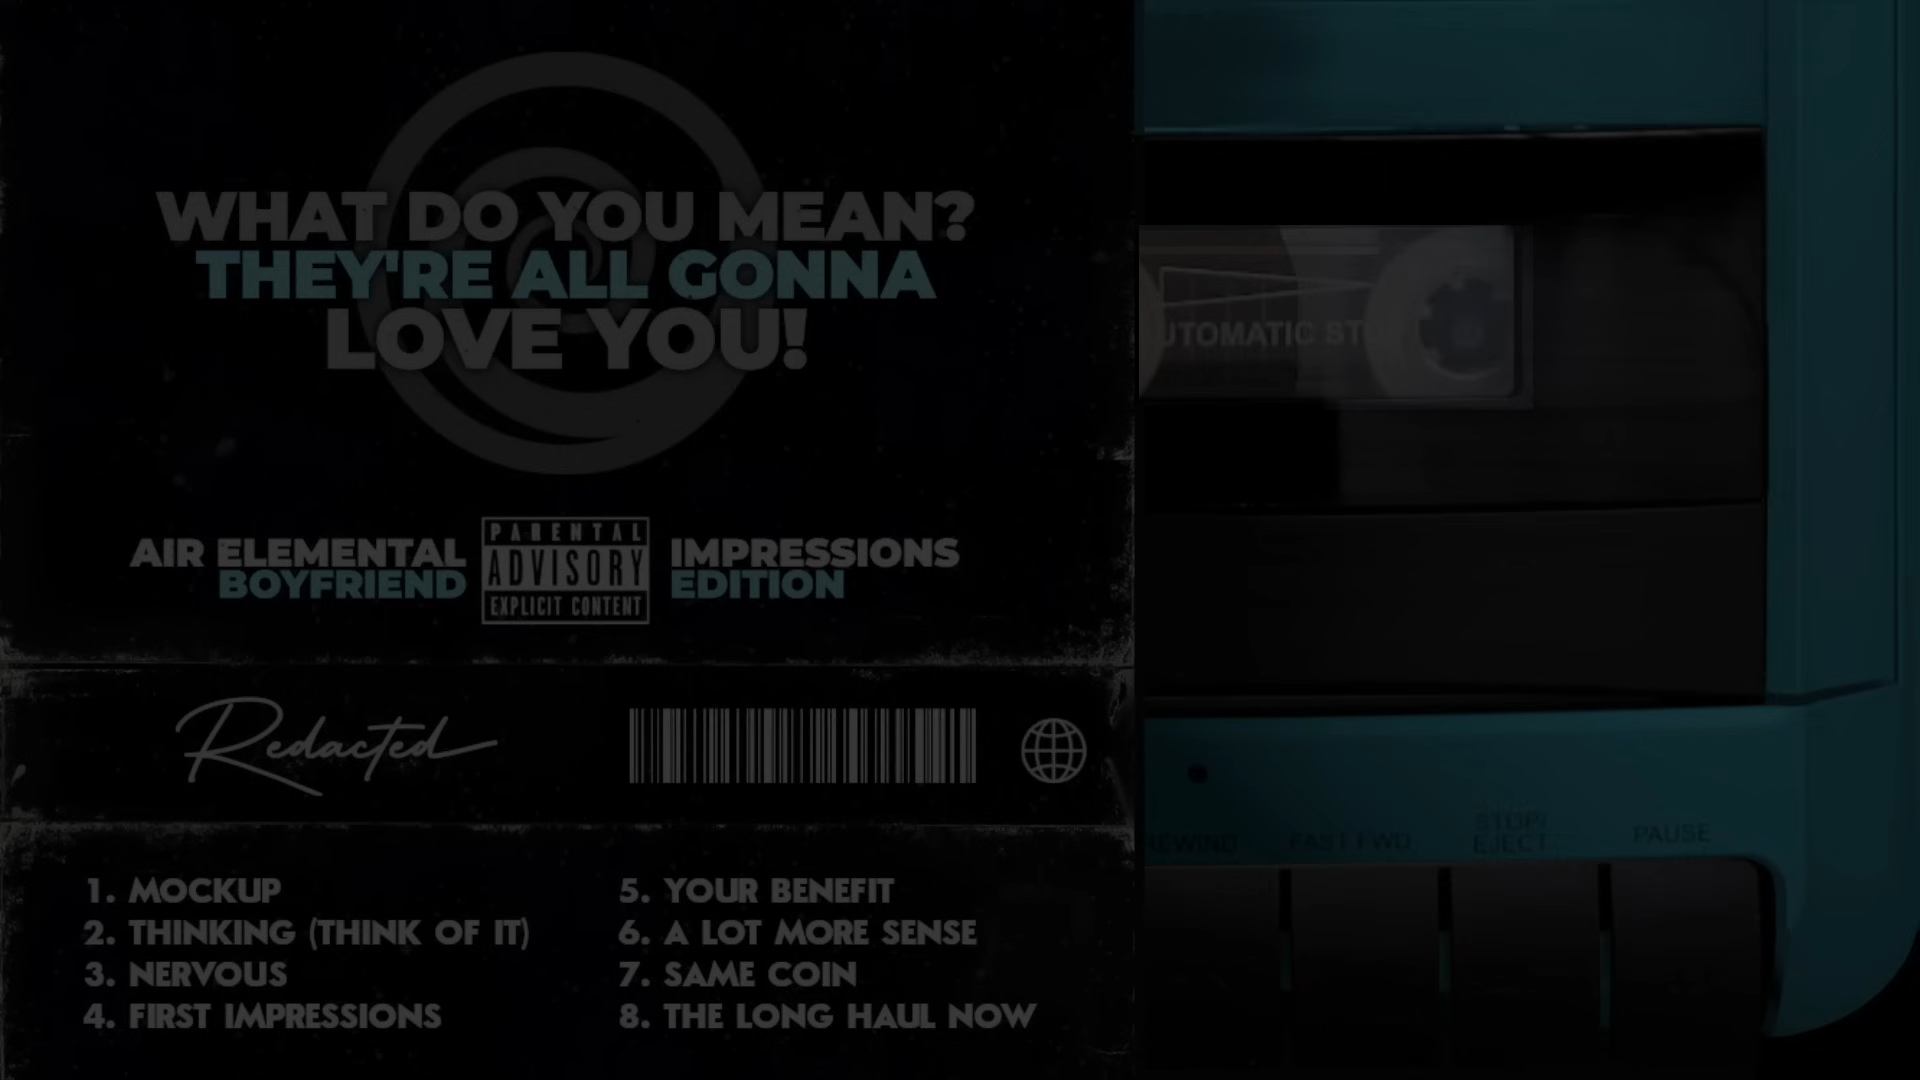 WHAT DO YOU MEAN?
THEY'RE ALL GONNA
LOVE YOU!
AIR ELEMENTAL
BOYFRIEND
PARENTAL
ADVISORY
EXPLICIT CONTENT
IMPRESSIONS
EDITION
Redacted
1. MOCKUP
2. THINKING (THINK OF IT)
3. NERVOUS
4. FIRST IMPRESSIONS
5. YOUR BENEFIT
6. A LOT MORE SENSE
7. SAME COIN
8. THE LONG HAUL NOW
UTOMATIC ST
REWIND
FAST FWD
STOP/
EJECT
PAUSE